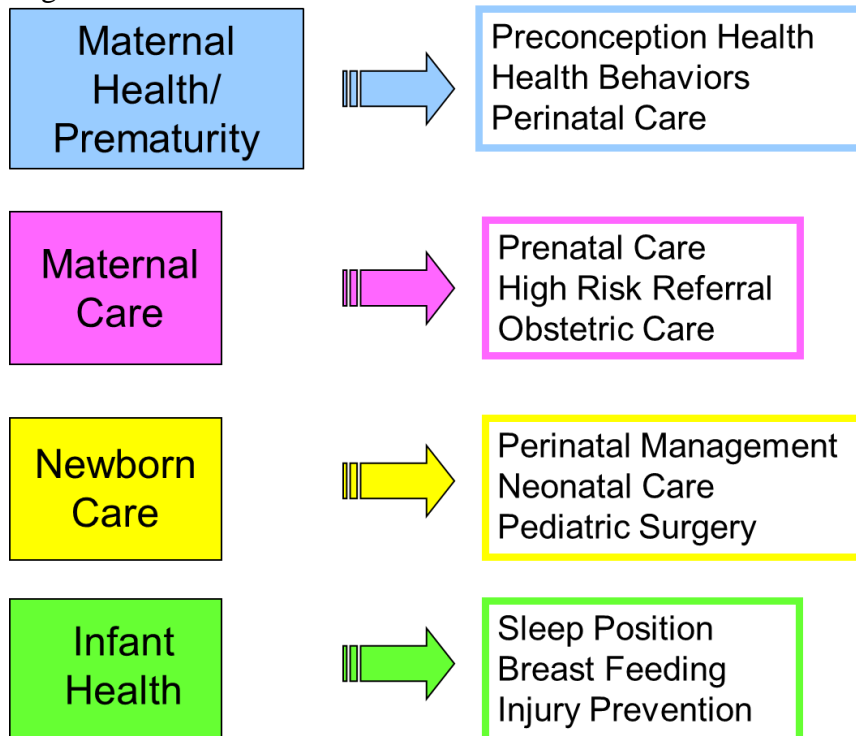 Maternal
Health/
Prematurity
Preconception Health
Health Behaviors
Perinatal Care
Maternal
Care
Prenatal Care
High Risk Referral
Obstetric Care
Newborn
Care
Perinatal Management
Neonatal Care
Pediatric Surgery
Infant
Health
Sleep Position
Breast Feeding
Injury Prevention